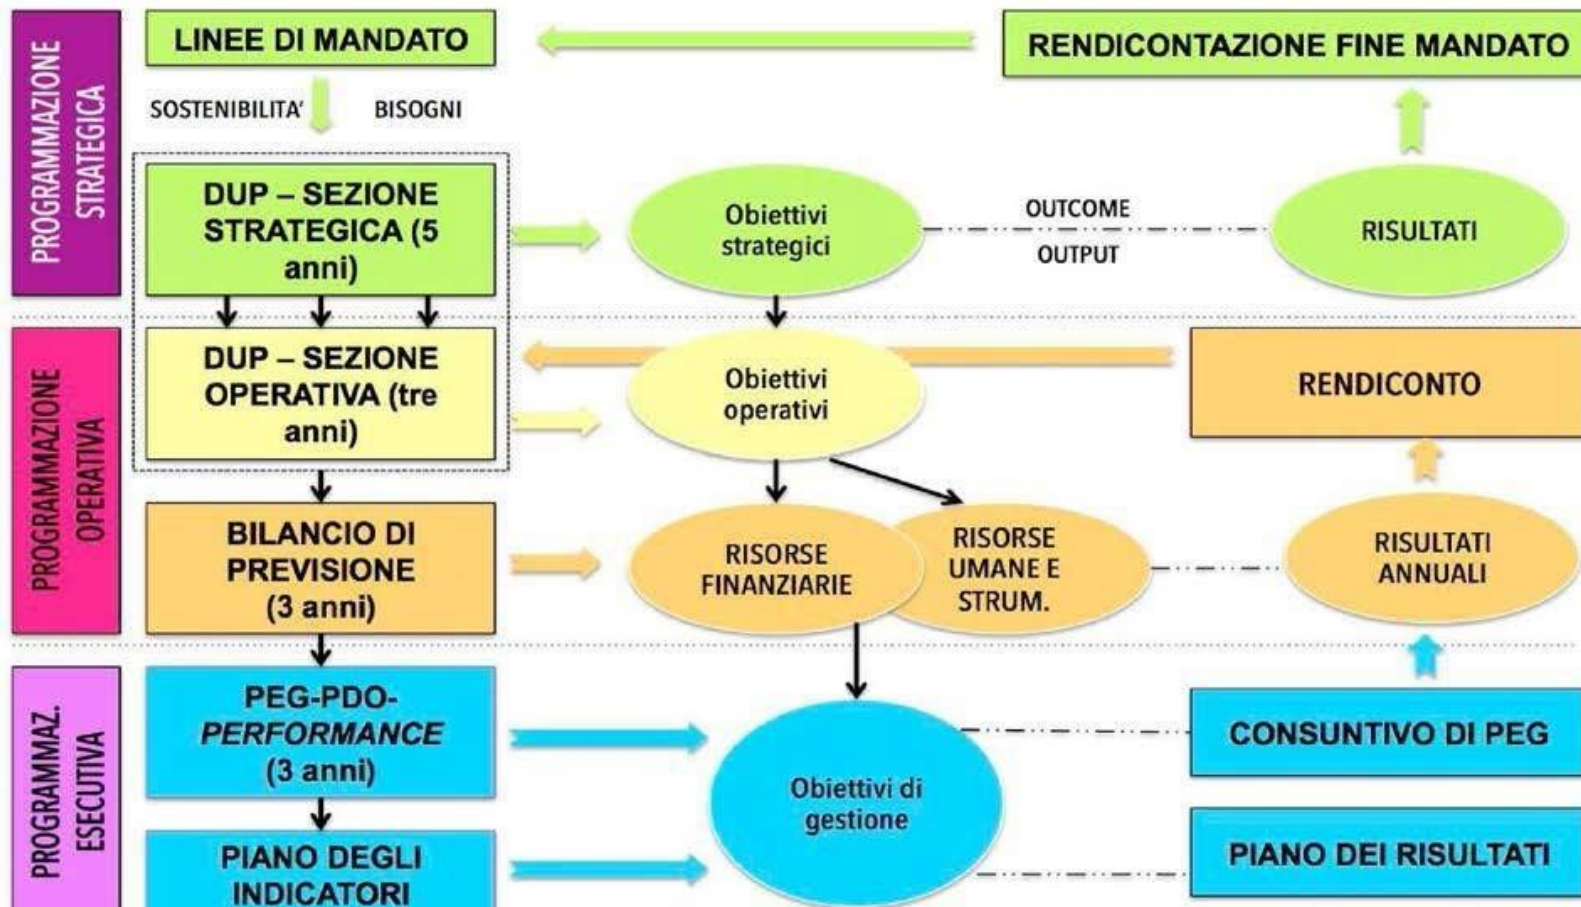 PROGRAMMAZIONE
STRATEGICA
LINEE DI MANDATO
RENDICONTAZIONE FINE MANDATO
SOSTENIBILITA'
BISOGNI
DUP – SEZIONE
STRATEGICA (5
anni)
Obiettivi
strategici
OUTCOME
OUTPUT
RISULTATI
PROGRAMMAZIONE
OPERATIVA
DUP – SEZIONE
OPERATIVA (tre
anni)
Obiettivi
operativi
RENDICONTO
BILANCIO DI
PREVISIONE
(3 anni)
RISORSE
FINANZIARIE
RISORSE
UMANE E
STRUM.
RISULTATI
ANNUALI
PROGRAMMAZ.
ESECUTIVA
PEG-PDO-
PERFORMANCE
(3 anni)
Obiettivi di
gestione
CONSUNTIVO DI PEG
PIANO DEGLI
INDICATORI
PIANO DEI RISULTATI